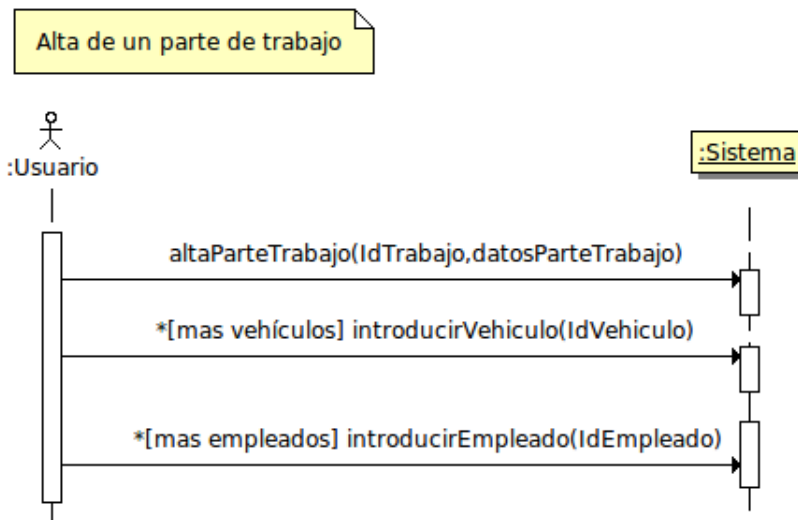 Alta de un parte de trabajo
:Usuario
:Sistema
altaParteTrabajo(IdTrabajo,datosParteTrabajo)
*[mas vehículos] introducirVehiculo(IdVehiculo)
*[mas empleados] introducirEmpleado(IdEmpleado)